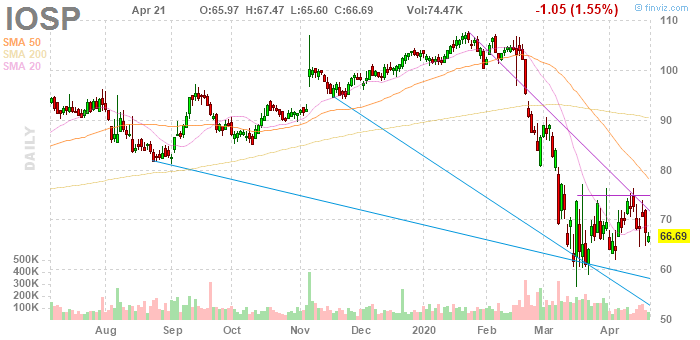 IOSP Apr 21 O:65.97 H:67.47 L:65.60 C:66.69 Vol:74.47K -1.05 (1.55%)
© finviz.com
SMA 50
SMA 200
SMA 20
DAILY
110
100
90
80
70
66.69
60
50
500K
400K
300K
200K
100K
Aug Sep Oct Nov Dec 2020 Feb Mar Apr